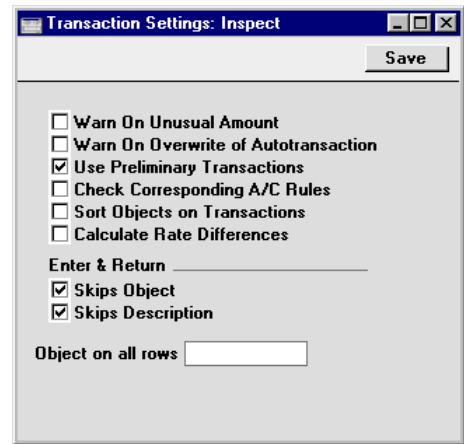 Transaction Settings: Inspect
Save
Warn On Unusual Amount
Warn On Overwrite of Autotransaction
Use Preliminary Transactions
Check Corresponding A/C Rules
Sort Objects on Transactions
Calculate Rate Differences
Enter & Return
Skips Object
Skips Description
Object on all rows